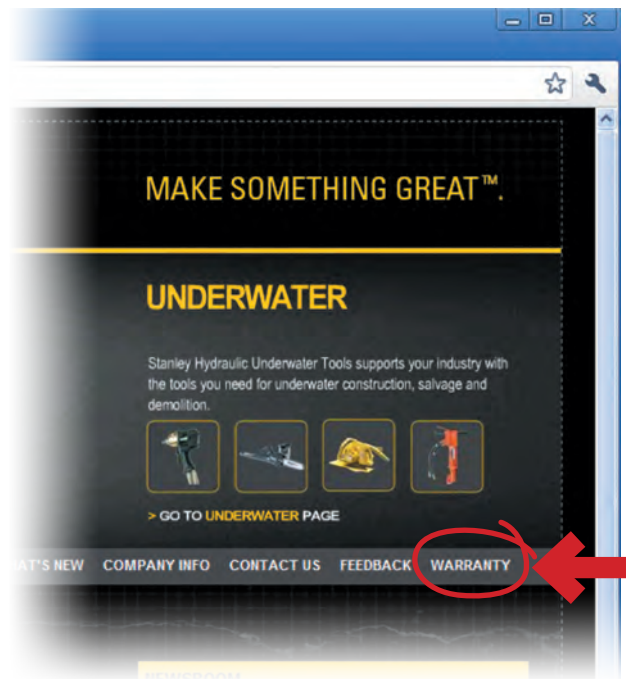 MAKE SOMETHING GREAT™.
UNDERWATER
Stanley Hydraulic Underwater Tools supports your industry with
the tools you need for underwater construction, salvage and
demolition.
> GO TO UNDERWATER PAGE
AT'S NEW COMPANY INFO CONTACT US FEEDBACK WARRANTY
NEWSROOM